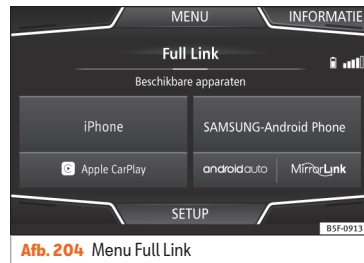 MENU INFORMATIE
Full Link
Beschikbare apparaten
iPhone SAMSUNG-Android Phone
Apple CarPlay androidauto MirrorLink
SETUP
B5F-0913
Afb. 204 Menu Full Link